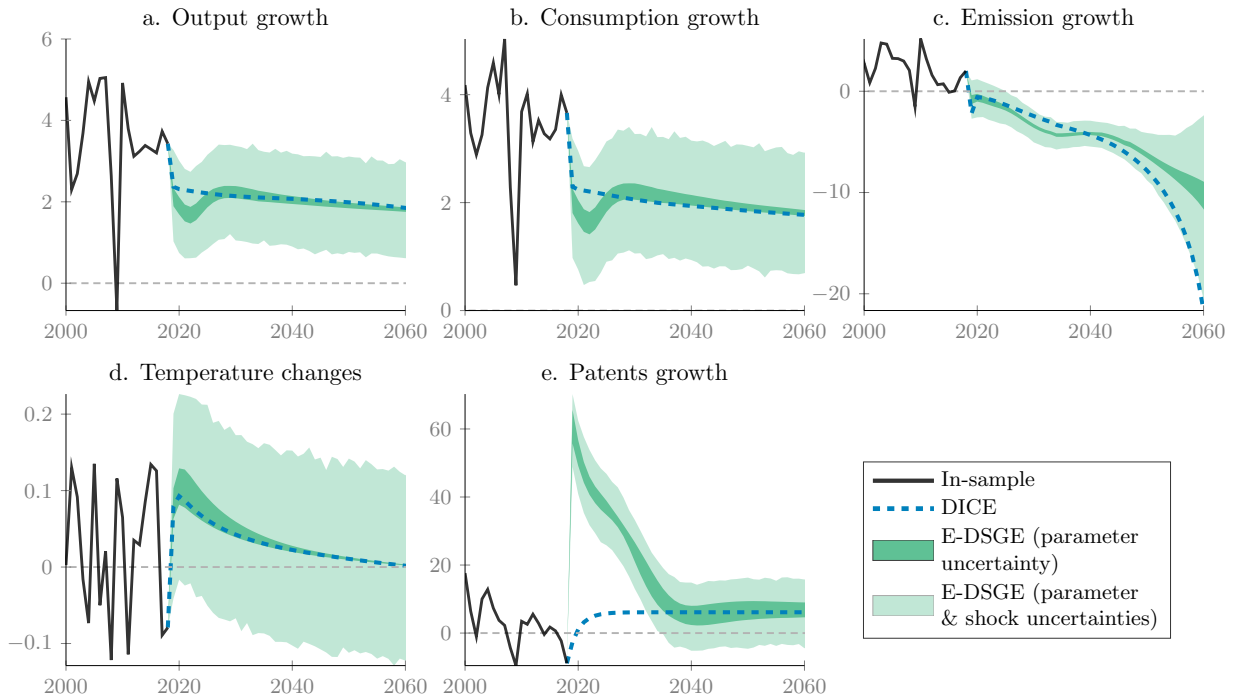 a. Output growth
6
4
2
0
2000 2020 2040 2060
b. Consumption growth
4
2
0
2000 2020 2040 2060
c. Emission growth
0
−10
−20
2000 2020 2040 2060
d. Temperature changes
0.2
0.1
0
−0.1
2000 2020 2040 2060
e. Patents growth
60
40
20
0
2000 2020 2040 2060
In-sample
DICE
E-DSGE (parameter
uncertainty)
E-DSGE (parameter
& shock uncertainties)